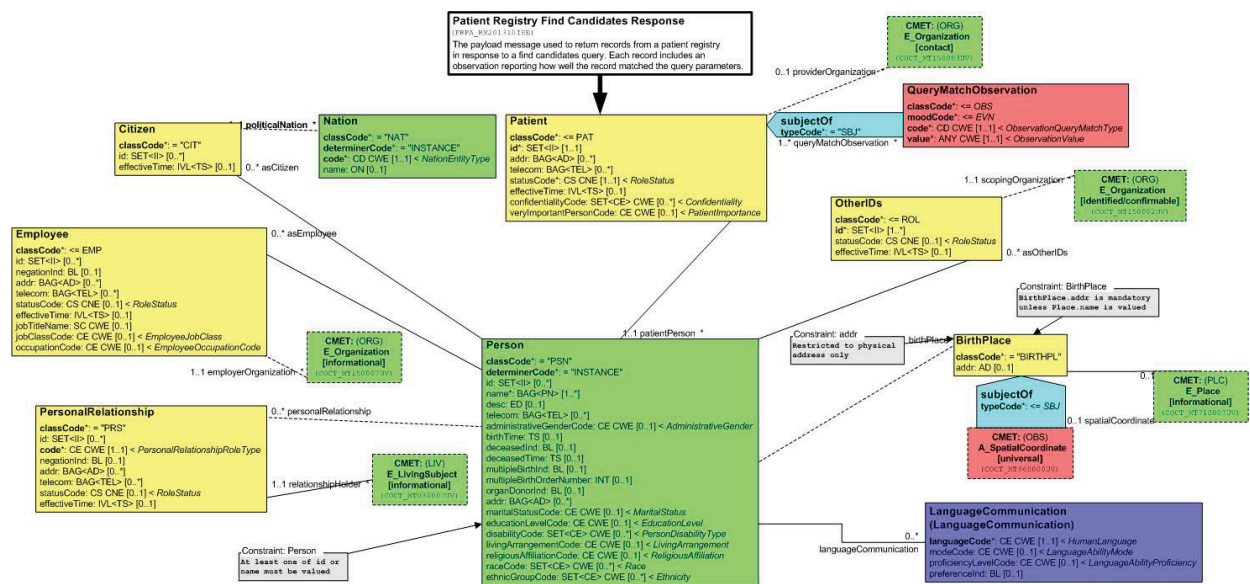 Patient Registry Find Candidates Response
(PRPA_RM201310IHE)
The payload message used to return records from a patient registry
in response to a find candidates query. Each record includes an
observation reporting how well the record matched the query parameters.
CMET: (ORG)
E_Organization
[contact]
(COCT_MT150003UV)
0..1 providerOrganization
QueryMatchObservation
classCode*: <= OBS
moodCode*: <= EVN
code*: CD CWE [1..1] < ObservationQueryMatchType
value*: ANY CWE [1..1] < ObservationValue
subjectOf
typeCode*: = "SBJ"
1..* queryMatchObservation *
Patient
classCode*: <= PAT
id*: SET<II> [1..1]
addr: BAG<AD> [0..*]
telecom: BAG<TEL> [0..*]
statusCode*: CS CNE [1..1] < RoleStatus
effectiveTime: IVL<TS> [0..1]
confidentialityCode: SET<CE> CWE [0..*] < Confidentiality
veryImportantPersonCode: CE CWE [0..1] < PatientImportance
Nation
classCode*: = "NAT"
determinerCode*: = "INSTANCE"
code*: CD CWE [1..1] < NationEntityType
name: ON [0..1]
1..1 politicalNation *
Citizen
classCode*: = "CIT"
id: SET<II> [0..*]
effectiveTime: IVL<TS> [0..1]
0..* asCitizen
1..1 scopingOrganization
CMET: (ORG)
E_Organization
[identified/confirmable]
(COCT_MT150002UV)
OtherIDs
classCode*: <= ROL
id*: SET<II> [1..*]
statusCode: CS CNE [0..1] < RoleStatus
effectiveTime: IVL<TS> [0..1]
0..* asOtherIDs
Employee
classCode*: <= EMP
id: SET<II> [0..*]
negationInd: BL [0..1]
addr: BAG<AD> [0..*]
telecom: BAG<TEL> [0..*]
statusCode: CS CNE [0..1] < RoleStatus
effectiveTime: IVL<TS> [0..1]
jobTitleName: SC CWE [0..1]
jobClassCode: CE CWE [0..1] < EmployeeJobClass
occupationCode: CE CWE [0..1] < EmployeeOccupationCode
0..* asEmployee
CMET: (ORG)
E_Organization
[informational]
(COCT_MT150007UV)
1..1 employerOrganization *
Constraint: BirthPlace
BirthPlace.addr is mandatory
unless Place.name is valued
Constraint: addr
Restricted to physical
address only
birthPlace
BirthPlace
classCode*: = "BIRTHPL"
addr: AD [0..1]
0..1
CMET: (PLC)
E_Place
[informational]
(COCT_MT710007UV)
subjectOf
typeCode*: <= SBJ
0..1 spatialCoordinate
CMET: (OBS)
A_SpatialCoordinate
[universal]
(COCT_MT960000UV)
1..1 patientPerson *
Person
classCode*: = "PSN"
determinerCode*: = "INSTANCE"
id: SET<II> [0..*]
name*: BAG<PN> [1..*]
desc: ED [0..1]
telecom: BAG<TEL> [0..*]
administrativeGenderCode: CE CWE [0..1] < AdministrativeGender
birthTime: TS [0..1]
deceasedInd: BL [0..1]
deceasedTime: TS [0..1]
multipleBirthInd: BL [0..1]
multipleBirthOrderNumber: INT [0..1]
organDonorInd: BL [0..1]
addr: BAG<AD> [0..*]
maritalStatusCode: CE CWE [0..1] < MaritalStatus
educationLevelCode: CE CWE [0..1] < EducationLevel
disabilityCode: SET<CE> CWE [0..*] < PersonDisabilityType
livingArrangementCode: CE CWE [0..1] < LivingArrangement
religiousAffiliationCode: CE CWE [0..1] < ReligiousAffiliation
raceCode: SET<CE> CWE [0..*] < Race
ethnicGroupCode: SET<CE> CWE [0..*] < Ethnicity
PersonalRelationship
classCode*: = "PRS"
id: SET<II> [0..*]
code*: CE CWE [1..1] < PersonalRelationshipRoleType
negationInd: BL [0..1]
addr: BAG<AD> [0..*]
telecom: BAG<TEL> [0..*]
statusCode: CS CNE [0..1] < RoleStatus
effectiveTime: IVL<TS> [0..1]
0..* personalRelationship
CMET: (LIV)
E_LivingSubject
[informational]
(COCT_MT030007UV)
1..1 relationshipHolder *
Constraint: Person
At least one of id or
name must be valued
0..*
languageCommunication
LanguageCommunication
(LanguageCommunication)
languageCode*: CE CWE [1..1] < HumanLanguage
modeCode: CE CWE [0..1] < LanguageAbilityMode
proficiencyLevelCode: CE CWE [0..1] < LanguageAbilityProficiency
preferenceInd: BL [0..1]